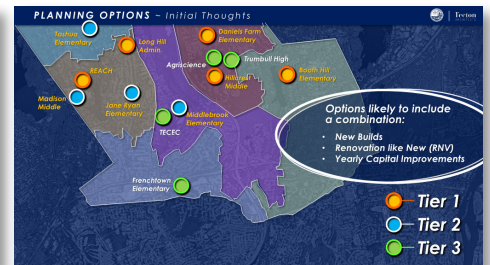 PLANNING OPTIONS ~ Initial Thoughts
Tecton
Tashua
Elementary
Long Hill
Admin.
Daniels Farm
Elementary
Agriscience
Trumbull High
REACH
Hillcrest
Middle
Booth Hill
Elementary
Madison
Middle
Jane Ryan
Elementary
Middlebrook
Elementary
TECEC
Frenchtown
Elementary
Options likely to include
a combination:
• New Builds
• Renovation like New (RNV)
• Yearly Capital Improvements
Tier 1
Tier 2
Tier 3